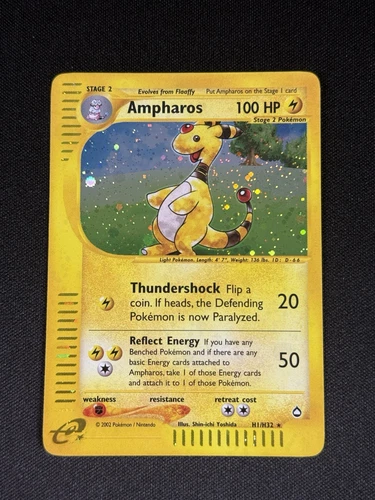 STAGE 2
Evolves from Flaaffy
Put Ampharos on the Stage 1 card
Ampharos 100 HP
Stage 2 Pokémon
Light Pokémon. Length: 4' 7", Weight: 136 lbs. ID: D-66
Thundershock Flip a
coin. If heads, the Defending 20
Pokémon is now Paralyzed.
Reflect Energy If you have any
Benched Pokémon and if there are any
basic Energy cards attached to 50
Ampharos, take 1 of those Energy cards
and attach it to 1 of those Pokémon.
weakness resistance retreat cost
© 2002 Pokémon / Nintendo Illus. Shin-ichi Yoshida H1/H32 ★
e